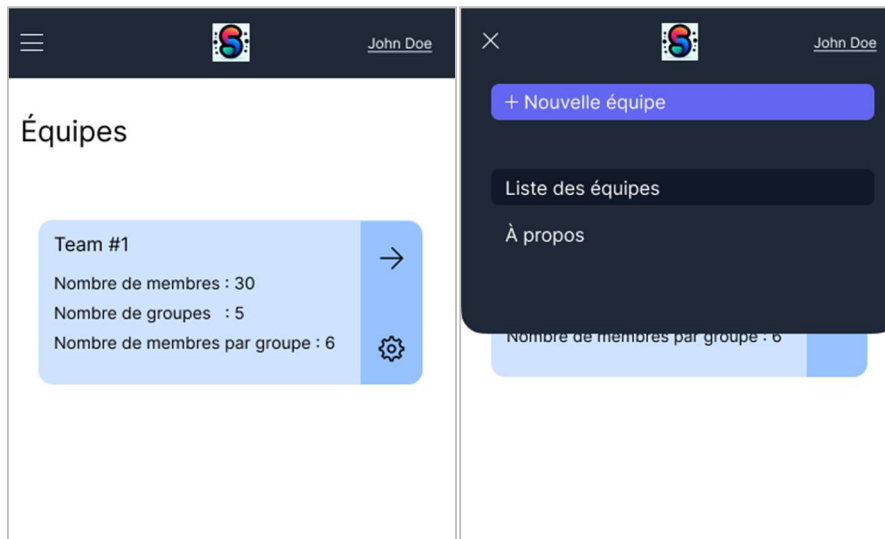 John Doe
Équipes
Team #1
Nombre de membres : 30
Nombre de groupes : 5
Nombre de membres par groupe : 6
S
John Doe
+ Nouvelle équipe
Liste des équipes
À propos
Nombre de membres par groupe : 6